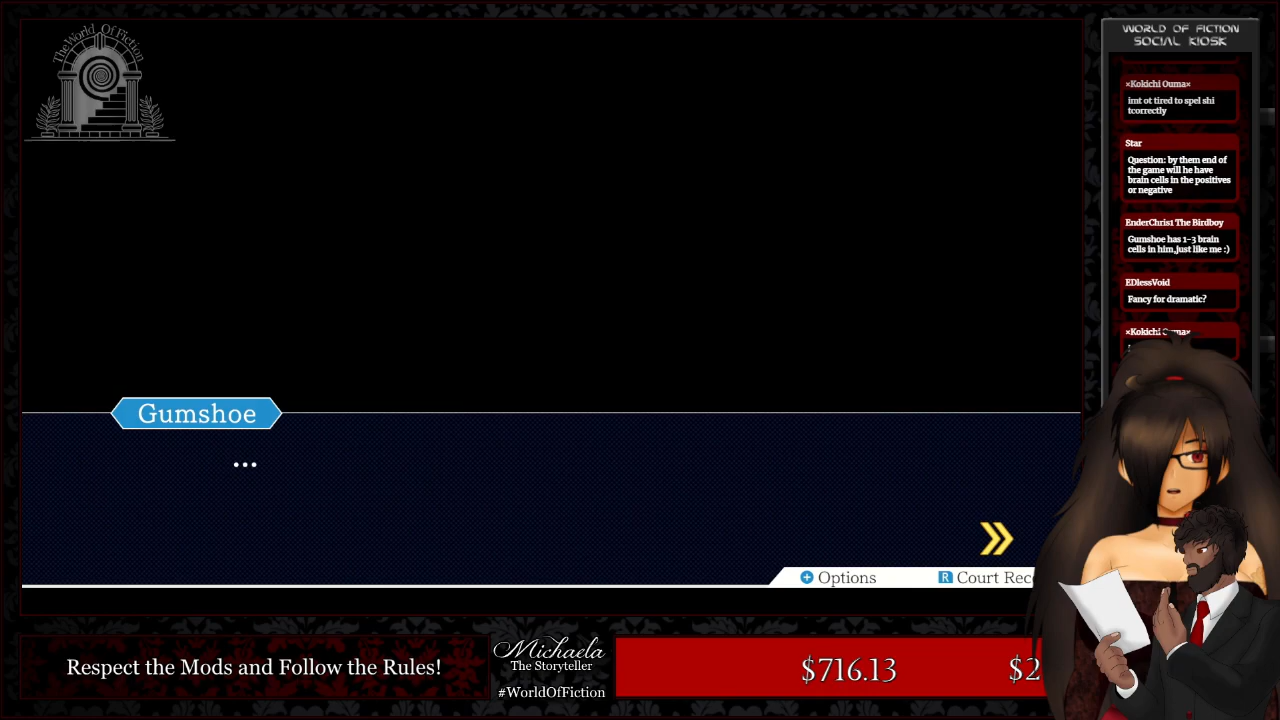 The World Of Fiction
WORLD OF FICTION
SOCIAL KIOSK
×Kokichi Ouma×
imt ot tired to spel shi
tcorrectly
Star
Question: by them end of
the game will he have
brain cells in the positives
or negative
EnderChris1 The Birdboy
Gumshoe has 1-3 brain
cells in him,just like me :)
EDlessVoid
Fancy for dramatic?
×Kokichi Ouma×
Gumshoe
...
+ Options
R Court Rec
Respect the Mods and Follow the Rules!
Michaela
The Storyteller
#WorldOfFiction
$716.13
$2